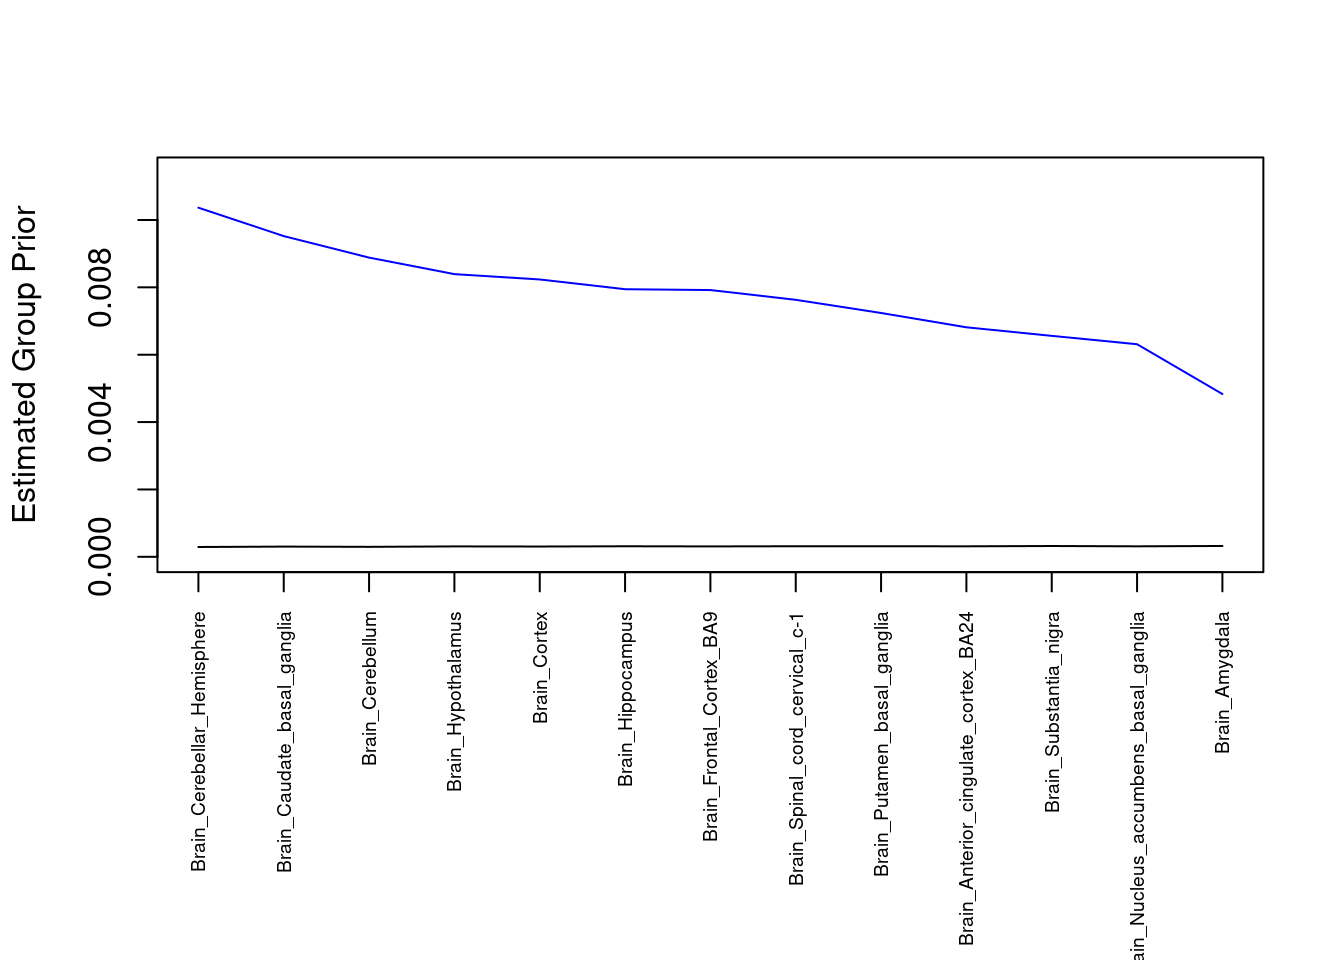 Estimated Group Prior
0.008
0.004
0.000
Brain_Cerebellar_Hemisphere
Brain_Caudate_basal_ganglia
Brain_Cerebellum
Brain_Hypothalamus
Brain_Cortex
Brain_Hippocampus
Brain_Frontal_Cortex_BA9
Brain_Spinal_cord_cervical_c-1
Brain_Putamen_basal_ganglia
Brain_Anterior_cingulate_cortex_BA24
Brain_Substantia_nigra
ain_Nucleus_accumbens_basal_ganglia
Brain_Amygdala